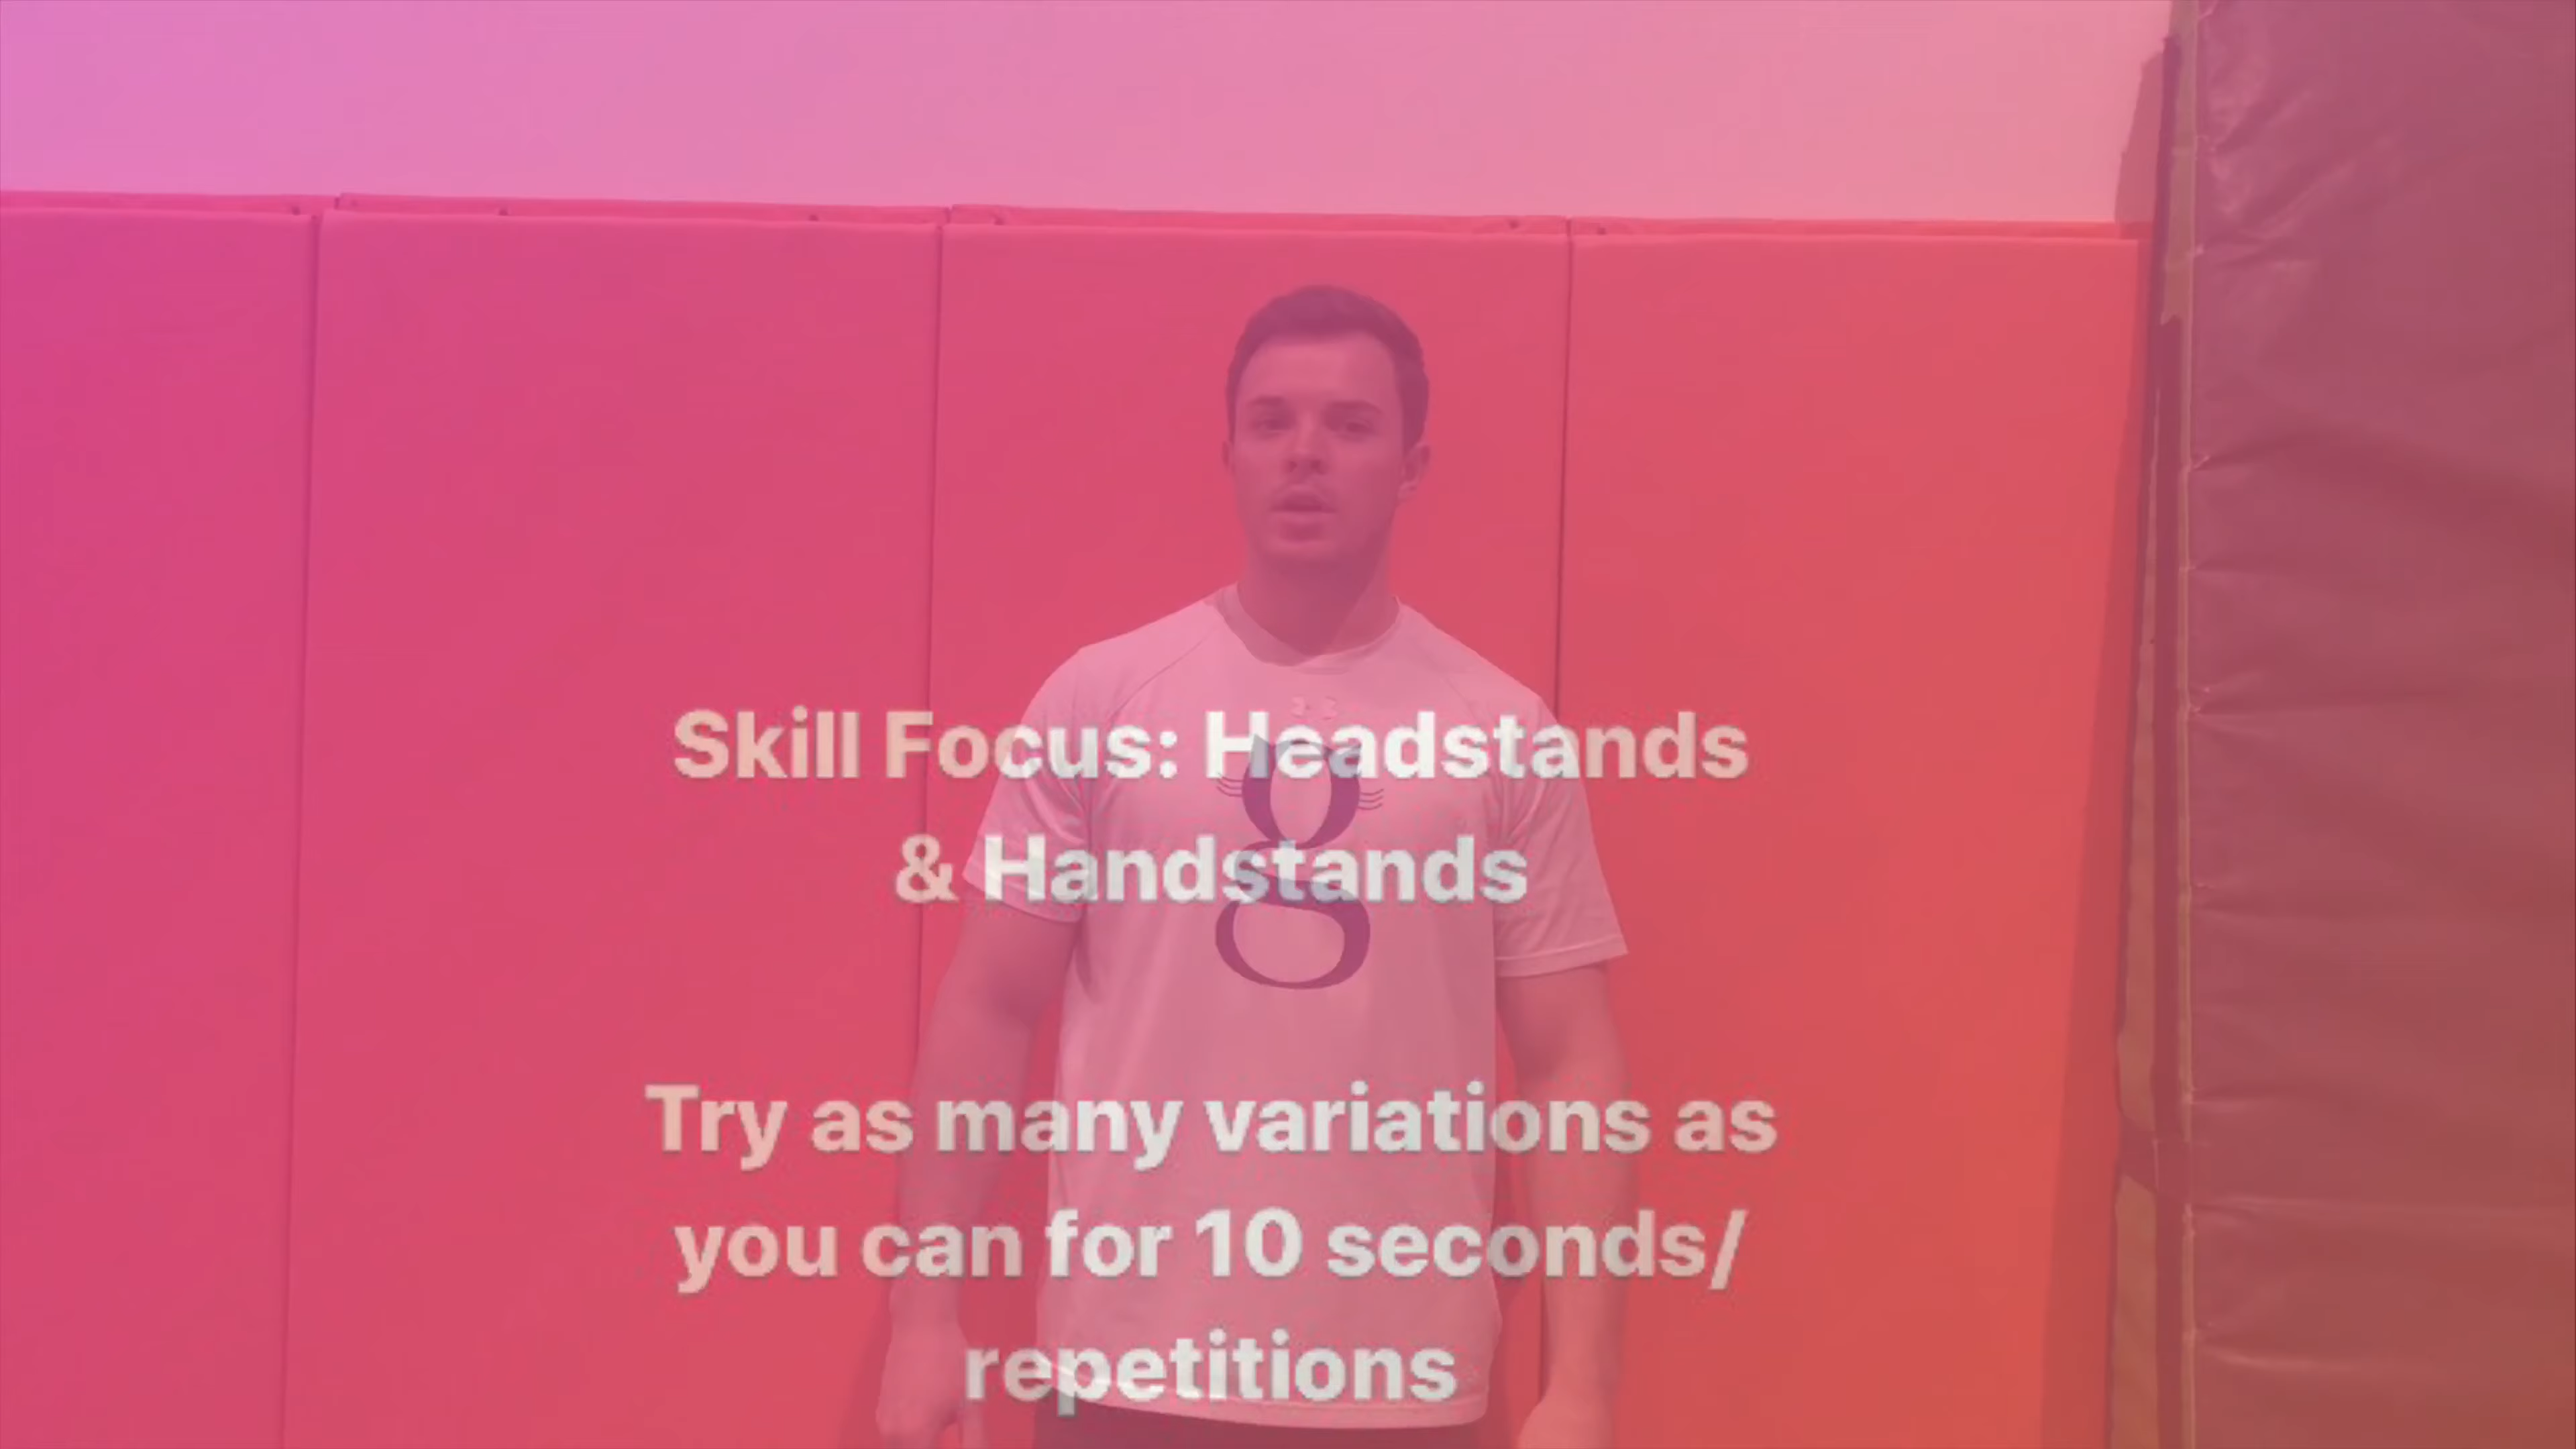 Skill Focus: Headstands
& Handstands
Try as many variations as
you can for 10 seconds/
repetitions
g